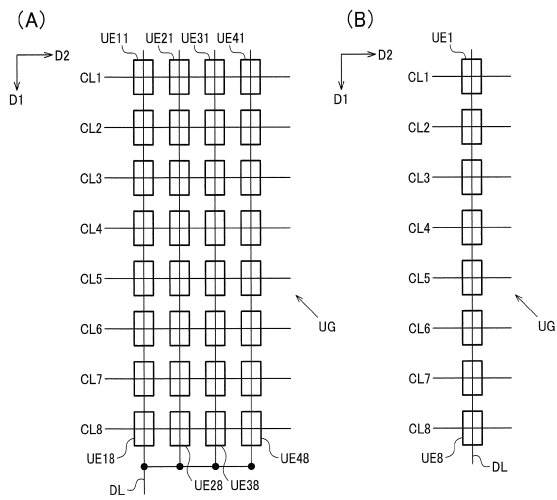 (A) (B)
UE11 UE21 UE31 UE41 UE1
D2 D2
D1 D1
CL1 CL1
CL2 CL2
CL3 CL3
CL4 CL4
CL5 CL5
UG UG
CL6 CL6
CL7 CL7
CL8 CL8
UE18 UE28 UE38 UE48 UE8
DL DL